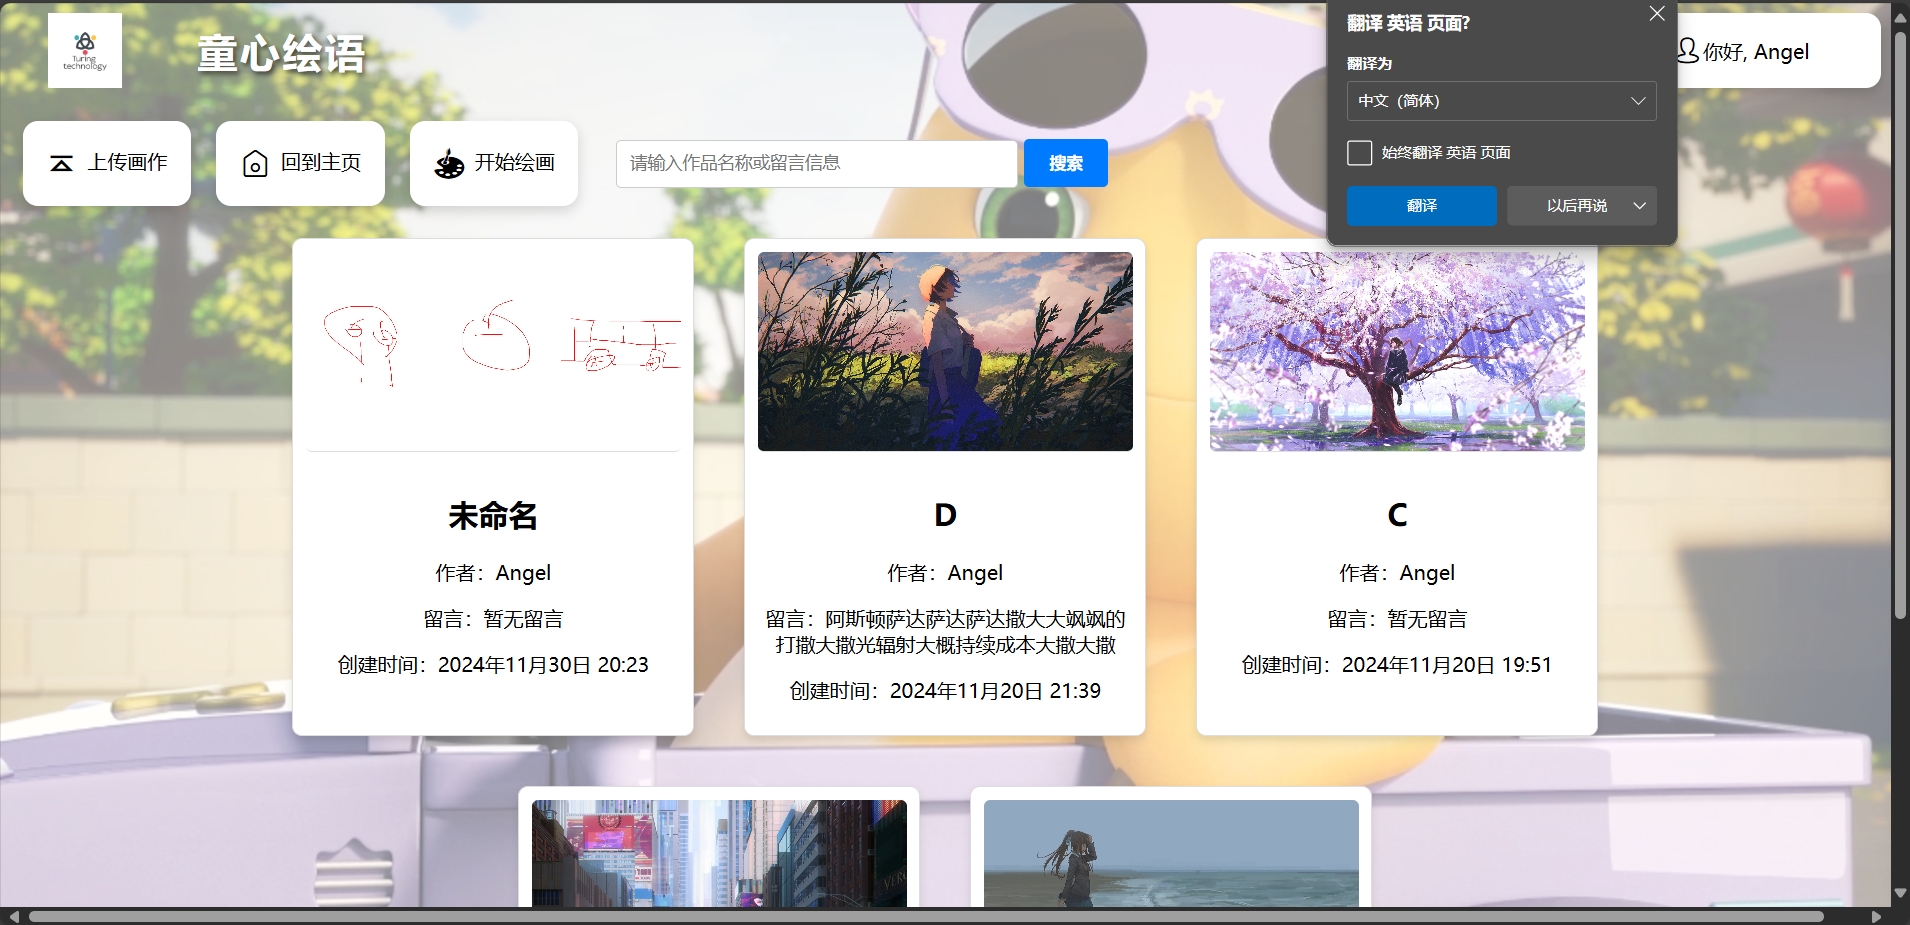 Turing
technology
童心绘语
翻译 英语 页面?
翻译为
中文 (简体)
始终翻译 英语 页面
翻译
以后再说
你好, Angel
上传画作
回到主页
开始绘画
请输入作品名称或留言信息
搜索
未命名
作者：Angel
留言：暂无留言
创建时间：2024年11月30日 20:23
D
作者：Angel
留言：阿斯顿萨达萨达萨达撒大大飒飒的
打撒大撒光辐射大概持续成本大撒大撒
创建时间：2024年11月20日 21:39
C
作者：Angel
留言：暂无留言
创建时间：2024年11月20日 19:51